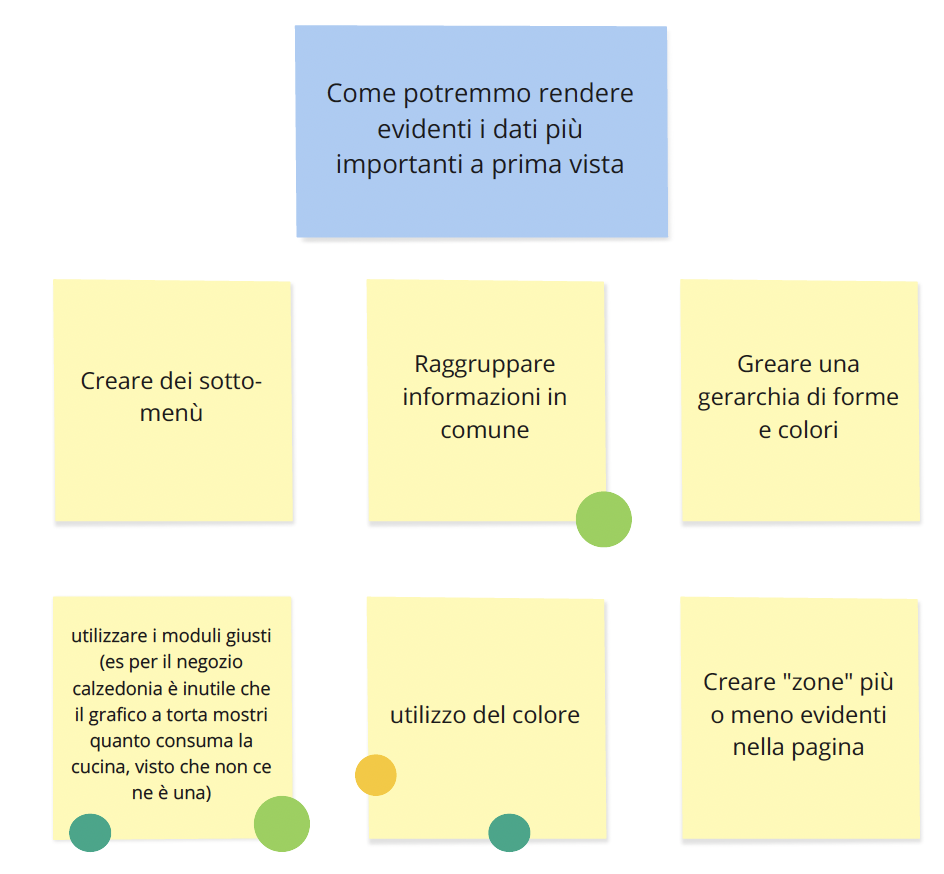 Come potremmo rendere
evidenti i dati più
importanti a prima vista
Creare dei sotto-
menù
Raggruppare
informazioni in
comune
Greare una
gerarchia di forme
e colori
utilizzare i moduli giusti
(es per il negozio
calzedonia è inutile che
il grafico a torta mostri
quanto consuma la
cucina, visto che non ce
ne è una)
utilizzo del colore
Creare "zone" più
o meno evidenti
nella pagina